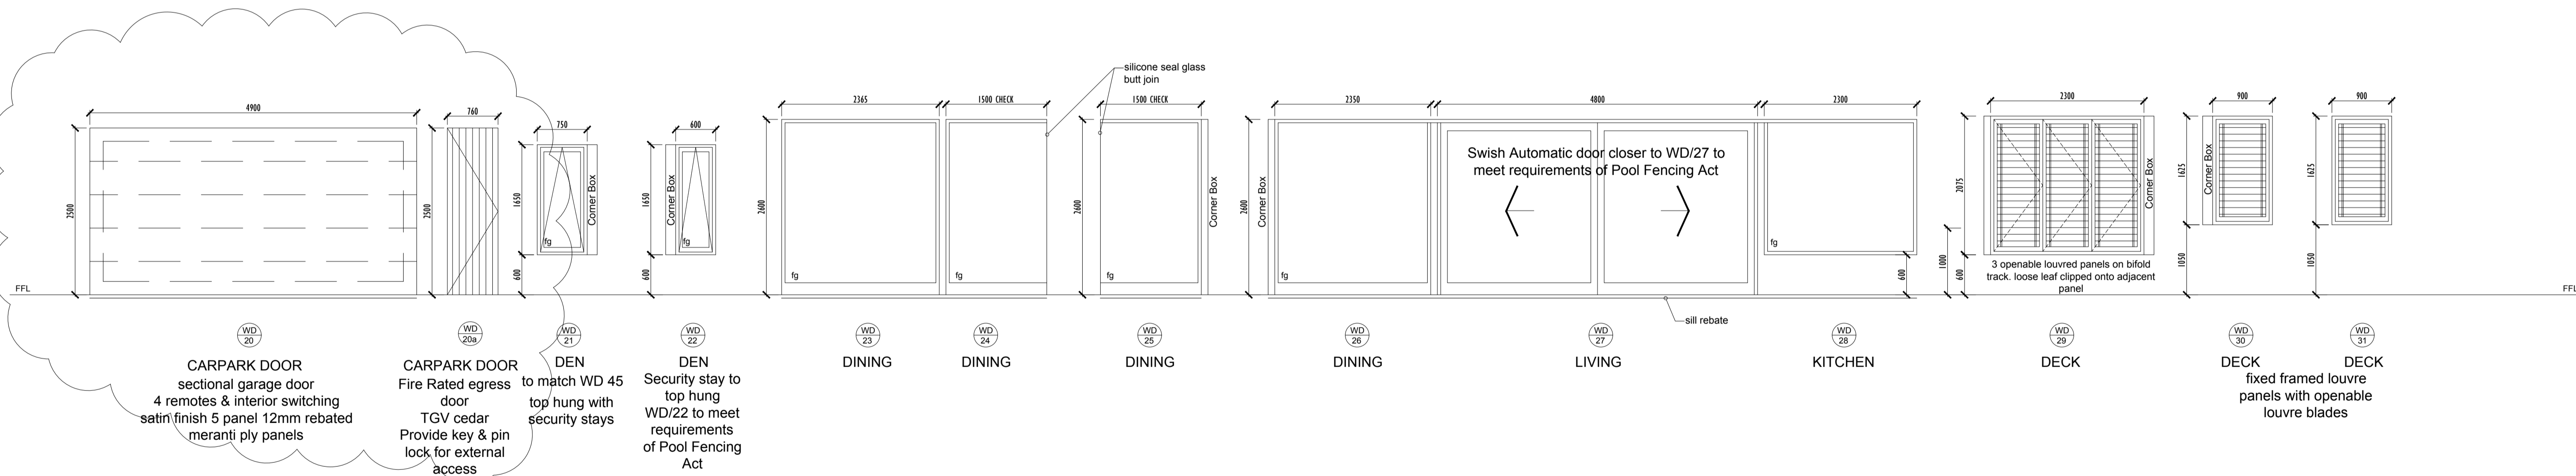 silicone seal glass
butt join
4900
760
750
600
2365
1500 CHECK
1500 CHECK
2350
4800
2300
2300
900
900
2500
2500
1650
600
Corner Box
fg
1650
600
Corner Box
fg
2600
fg
2600
fg
Corner Box
2600
Corner Box
fg
Swish Automatic door closer to WD/27 to
meet requirements of Pool Fencing Act
fg
600
1000
2075
600
Corner Box
3 openable louvred panels on bifold
track. loose leaf clipped onto adjacent
panel
1625
1050
Corner Box
1625
1050
FFL
FFL
sill rebate
WD
20
CARPARK DOOR
sectional garage door
4 remotes & interior switching
satin finish 5 panel 12mm rebated
meranti ply panels
WD
20a
CARPARK DOOR
Fire Rated egress
door
TGV cedar
Provide key & pin
lock for external
access
WD
21
DEN
to match WD 45
top hung with
security stays
WD
22
DEN
Security stay to
top hung
WD/22 to meet
requirements
of Pool Fencing
Act
WD
23
DINING
WD
24
DINING
WD
25
DINING
WD
26
DINING
WD
27
LIVING
WD
28
KITCHEN
WD
29
DECK
WD
30
DECK
WD
31
DECK
fixed framed louvre
panels with openable
louvre blades